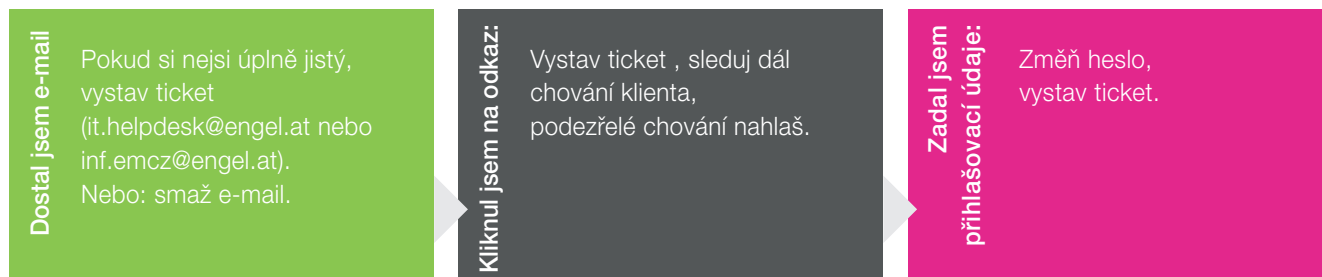 Dostal jsem e-mail
Pokud si nejsi úplně jistý,
vystav ticket
(it.helpdesk@engel.at nebo
inf.emcz@engel.at).
Nebo: smaž e-mail.
Kliknul jsem na odkaz:
Vystav ticket , sleduj dál
chování klienta,
podezřelé chování nahlaš.
Zadal jsem
přihlašovací údaje:
Změň heslo,
vystav ticket.